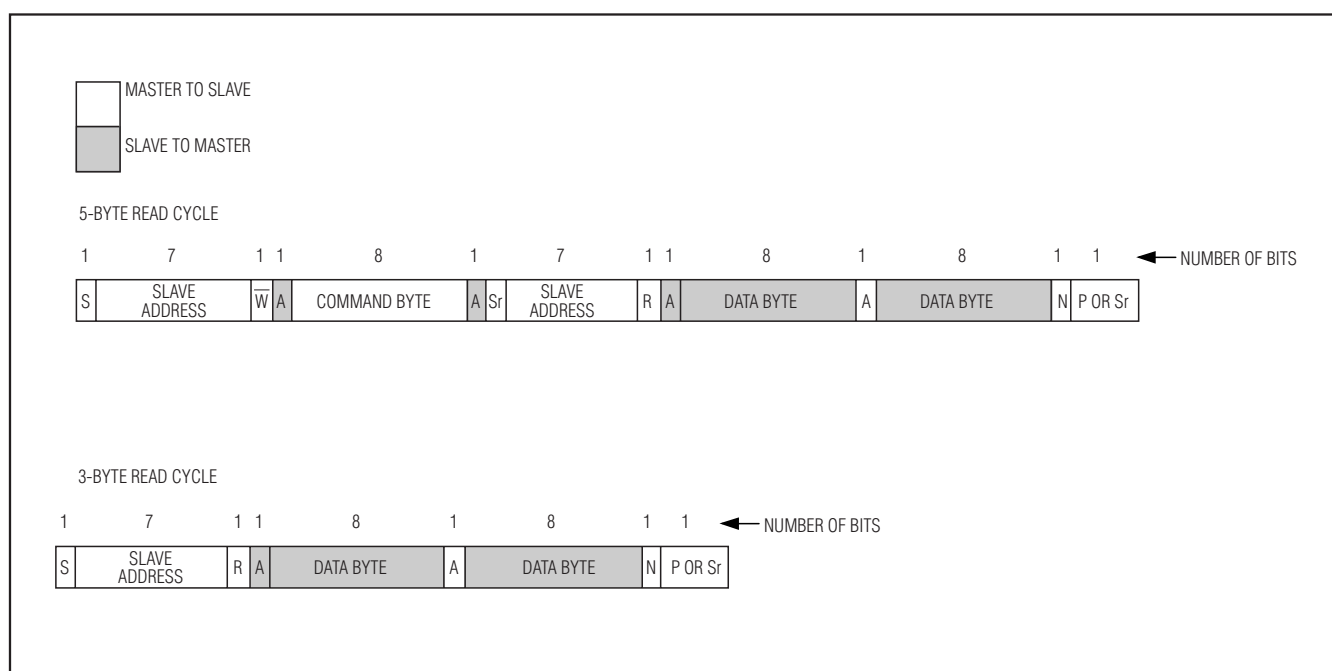 MASTER TO SLAVE
SLAVE TO MASTER
5-BYTE READ CYCLE
1 7 1 1 8 1 7 1 1 8 1 8 1 1 NUMBER OF BITS
S SLAVE ADDRESS W̅ A COMMAND BYTE A Sr SLAVE ADDRESS R A DATA BYTE A DATA BYTE N P OR Sr
3-BYTE READ CYCLE
1 7 1 1 8 1 8 1 1 NUMBER OF BITS
S SLAVE ADDRESS R A DATA BYTE A DATA BYTE N P OR Sr